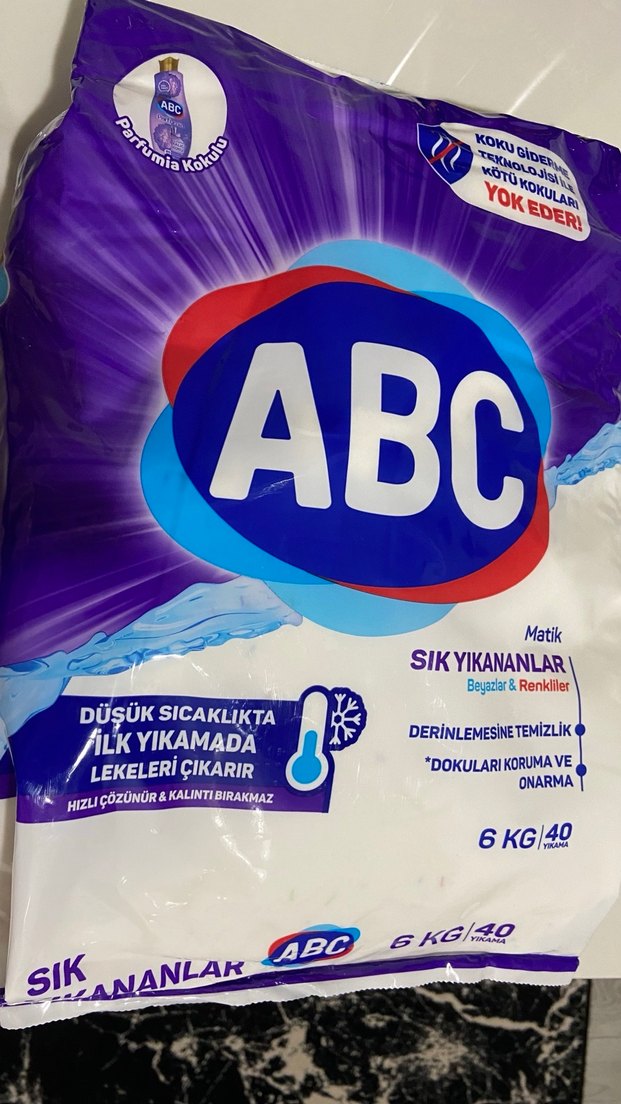 ABC
Parfumia Kokulu
KOKU GİDERME
TEKNOLOJİSİ İLE
KÖTÜ KOKULARI
YOK EDER!
ABC
Matik
SIK YIKANANLAR
Beyazlar & Renkliler
DERİNLEMESİNE TEMİZLİK
*DOKULARI KORUMA VE
ONARMA
DÜŞÜK SICAKLIKTA
İLK YIKAMADA
LEKELERİ ÇIKARIR
HIZLI ÇÖZÜNÜR & KALINTI BIRAKMAZ
6 KG/40
YIKAMA
SIK
YIKANANLAR
ABC
6 KG/40
YIKAMA